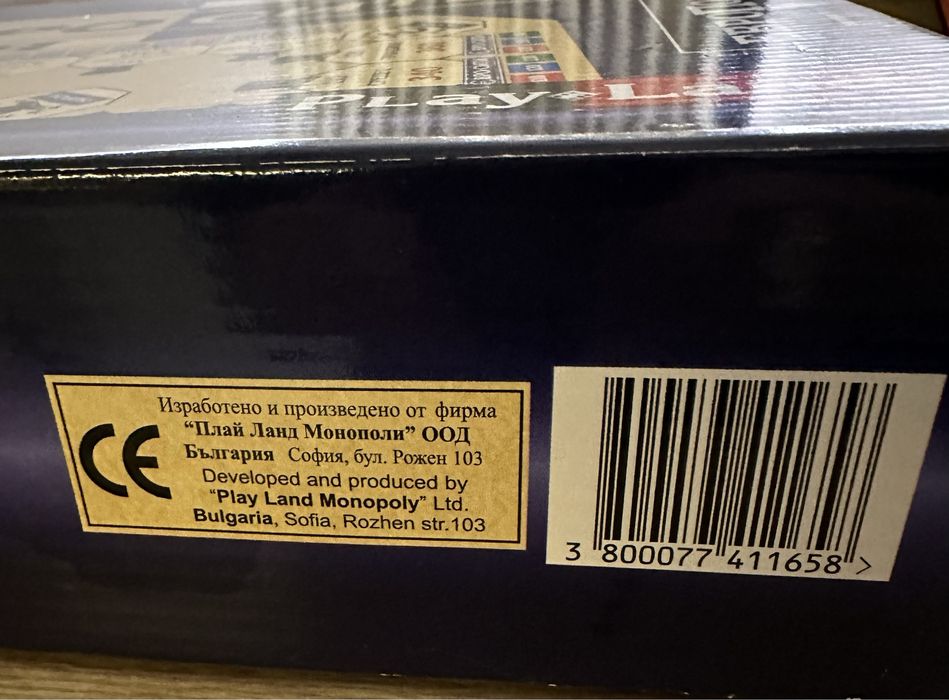 Play
Изработено и произведено от фирма
“Плай Ланд Монополи” ООД
България София, бул. Рожен 103
Developed and produced by
“Play Land Monopoly” Ltd.
Bulgaria, Sofia, Rozhen str.103
CE
3 800077 411658 >